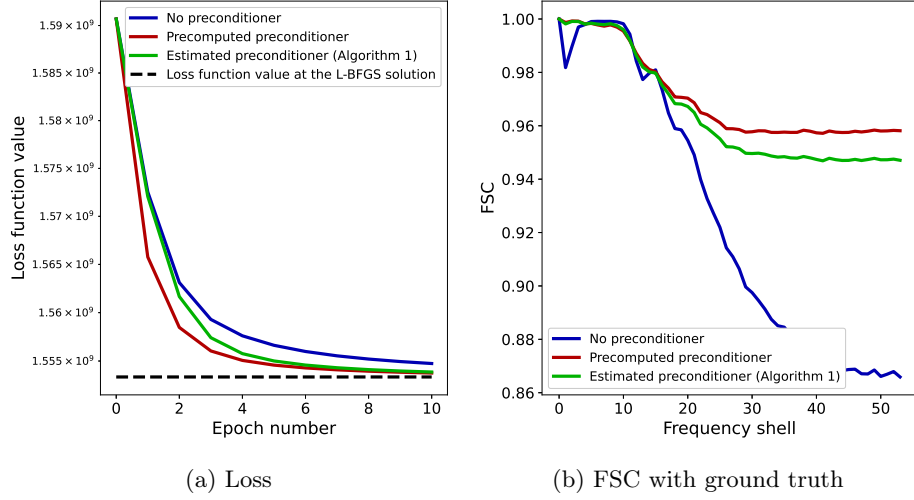 1.59 × 10⁹
1.585 × 10⁹
1.58 × 10⁹
1.575 × 10⁹
1.57 × 10⁹
1.565 × 10⁹
1.56 × 10⁹
1.555 × 10⁹
Loss function value
No preconditioner
Precomputed preconditioner
Estimated preconditioner (Algorithm 1)
Loss function value at the L-BFGS solution
0 2 4 6 8 10
Epoch number
(a) Loss
1.00
0.98
0.96
0.94
0.92
0.90
0.88
0.86
FSC
No preconditioner
Precomputed preconditioner
Estimated preconditioner (Algorithm 1)
0 10 20 30 40 50
Frequency shell
(b) FSC with ground truth